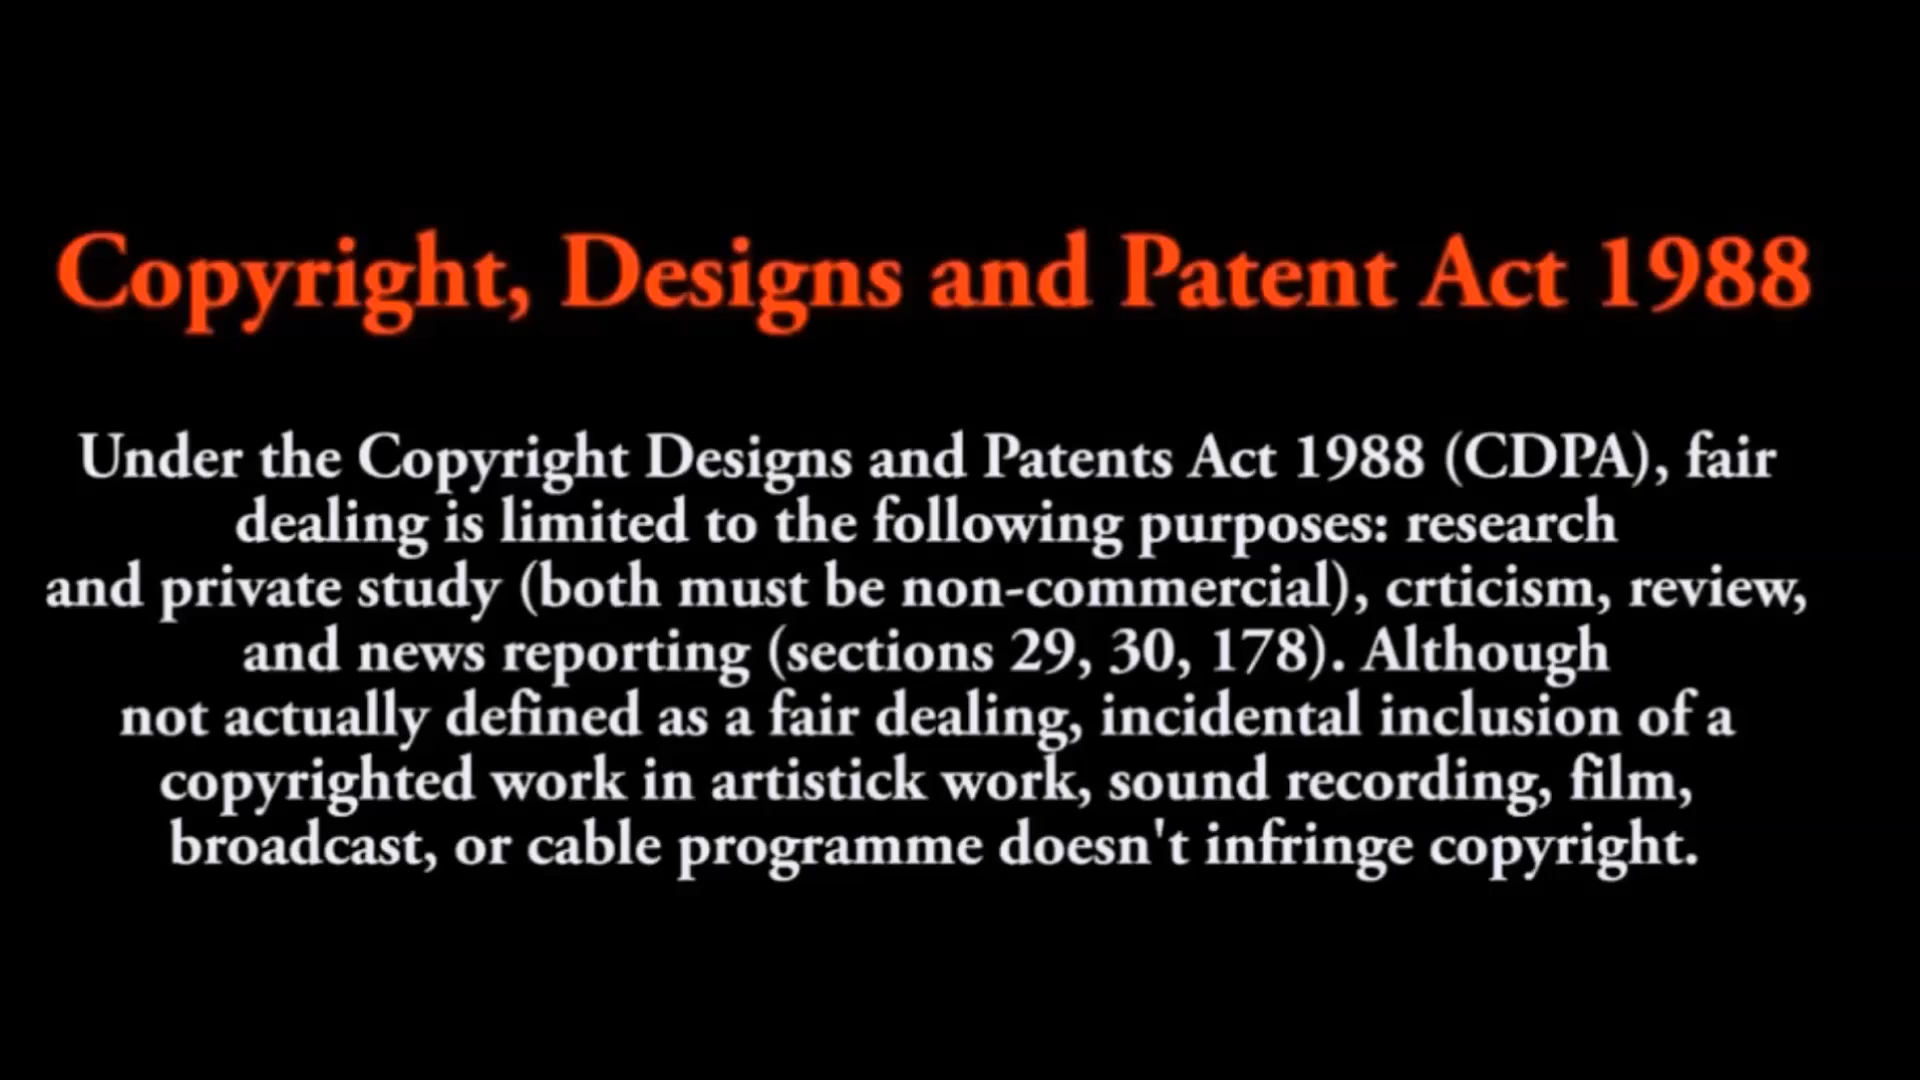 Copyright, Designs and Patent Act 1988
Under the Copyright Designs and Patents Act 1988 (CDPA), fair
dealing is limited to the following purposes: research
and private study (both must be non-commercial), crticism, review,
and news reporting (sections 29, 30, 178). Although
not actually defined as a fair dealing, incidental inclusion of a
copyrighted work in artistick work, sound recording, film,
broadcast, or cable programme doesn't infringe copyright.